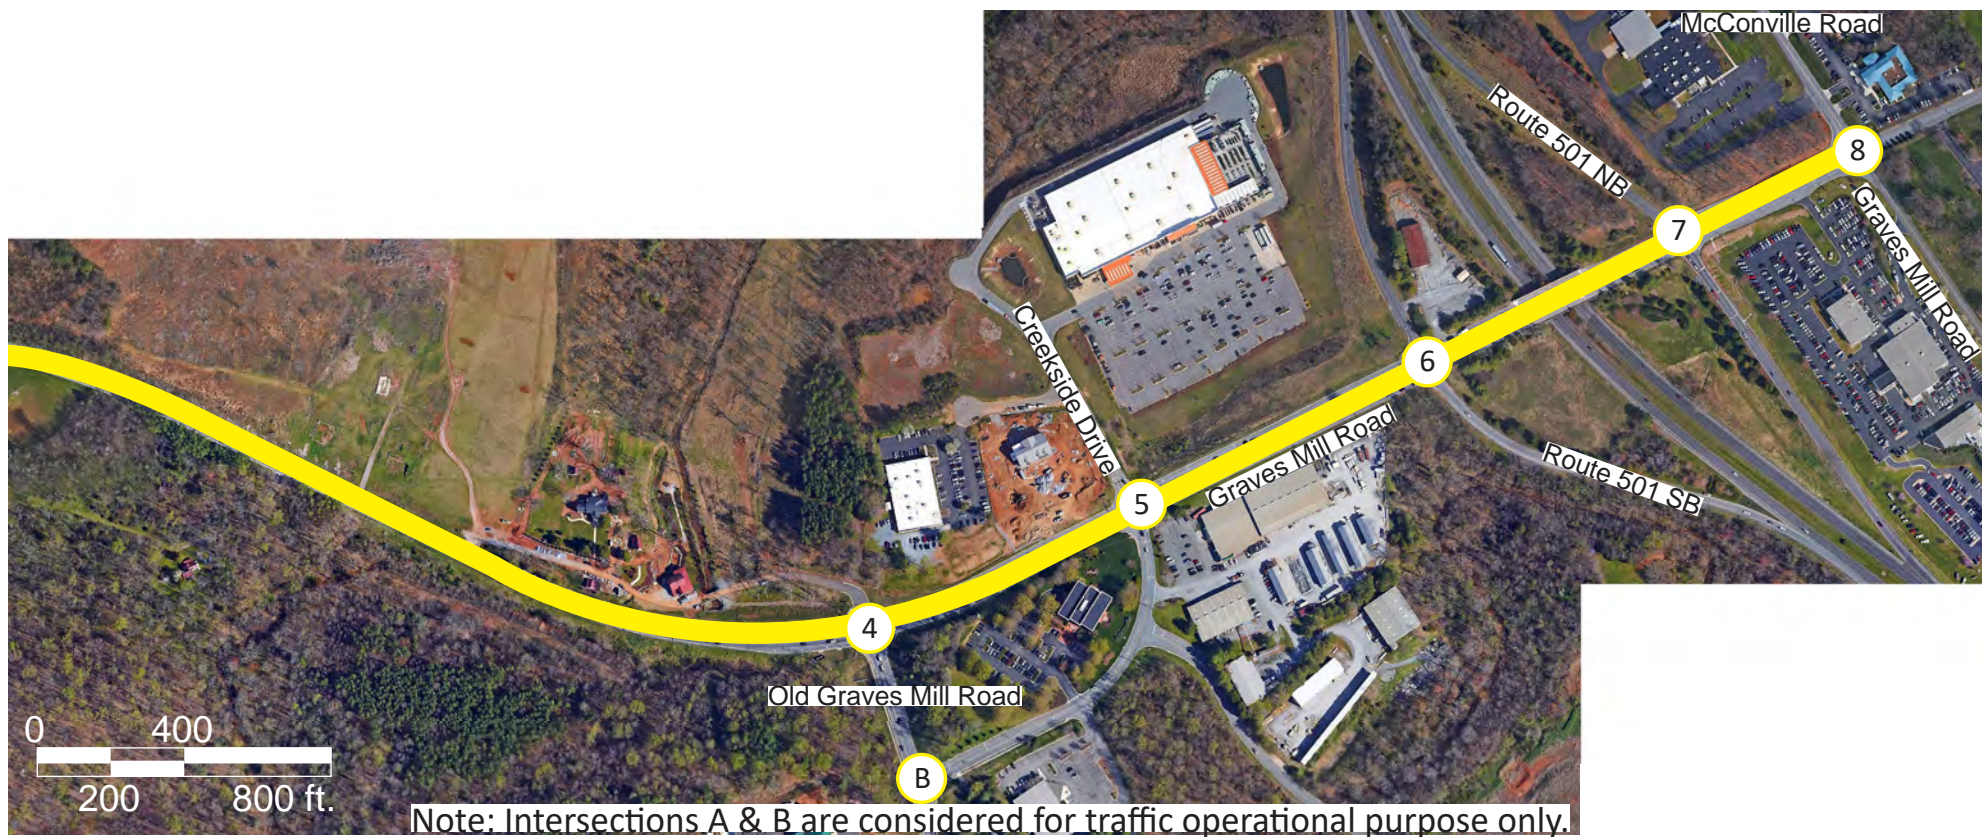 McConville Road
Route 501 NB
8
7
Graves Mill Road
Creekside Drive
6
Graves Mill Road
Route 501 SB
5
4
Old Graves Mill Road
B
0 400
200 800 ft.
Note: Intersections A & B are considered for traffic operational purpose only.